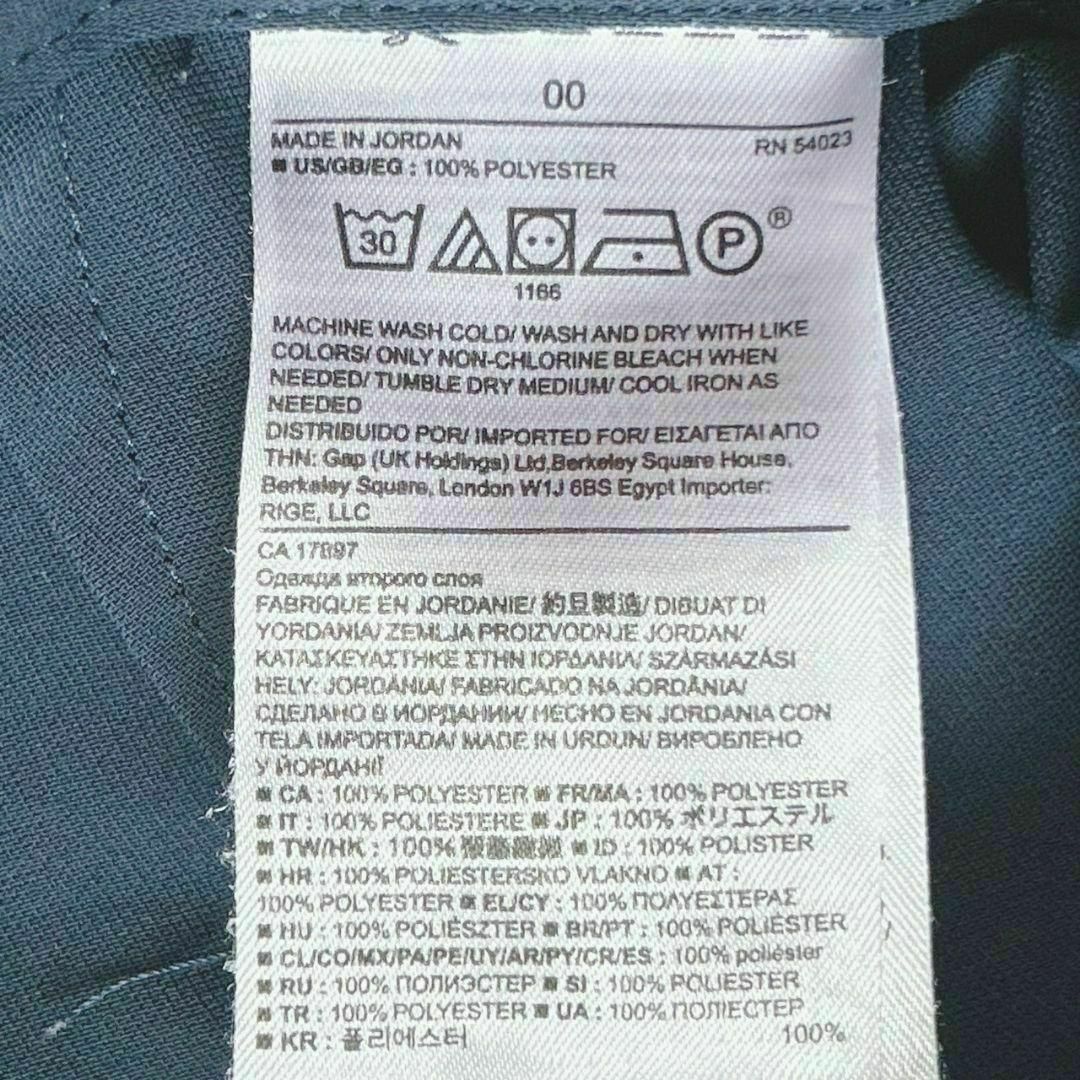 00
MADE IN JORDAN
RN 54023
■ US/GB/EG : 100% POLYESTER
30
P
®
1166
MACHINE WASH COLD/ WASH AND DRY WITH LIKE
COLORS/ ONLY NON-CHLORINE BLEACH WHEN
NEEDED/ TUMBLE DRY MEDIUM/ COOL IRON AS
NEEDED
DISTRIBUIDO POR/ IMPORTED FOR/ ΕΙΣΑΓΕΤΑΙ ΑΠΟ
THN: Gap (UK Holdings) Ltd,Berkeley Square House,
Berkeley Square, London W1J 6BS Egypt Importer:
RIGE, LLC
CA 17897
Одежда второго слоя
FABRIQUE EN JORDANIE/ 約旦製造/ DIBUAT DI
YORDANIA/ ZEMLJA PROIZVODNJE JORDAN/
ΚΑΤΑΣΚΕΥΑΣΤΗΚΕ ΣΤΗΝ ΙΟΡΔΑΝΙΑ/ SZÁRMAZÁSI
HELY: JORDÁNIA/ FABRICADO NA JORDÂNIA/
СДЕЛАНО В ИОРДАНИИ/ HECHO EN JORDANIA CON
TELA IMPORTADA/ MADE IN URDUN/ ВИРОБЛЕНО
У ЙОРДАНІЇ
■ CA : 100% POLYESTER ■ FR/MA : 100% POLYESTER
■ IT : 100% POLIESTERE ■ JP : 100% ポリエステル
■ TW/HK : 100% ■ ID : 100% POLISTER
■ HR : 100% POLIESTERSKO VLAKNO ■ AT :
100% POLYESTER ■ EL/CY : 100% ΠΟΛΥΕΣΤΕΡΑΣ
■ HU : 100% POLIÉSZTER ■ BR/PT : 100% POLIÉSTER
■ CL/CO/MX/PA/PE/UY/AR/PY/CR/ES : 100% poliéster
■ RU : 100% ПОЛИЭСТЕР ■ SI : 100% POLIESTER
■ TR : 100% POLYESTER ■ UA : 100% ПОЛІЕСТЕР
■ KR : 폴리에스터 100%